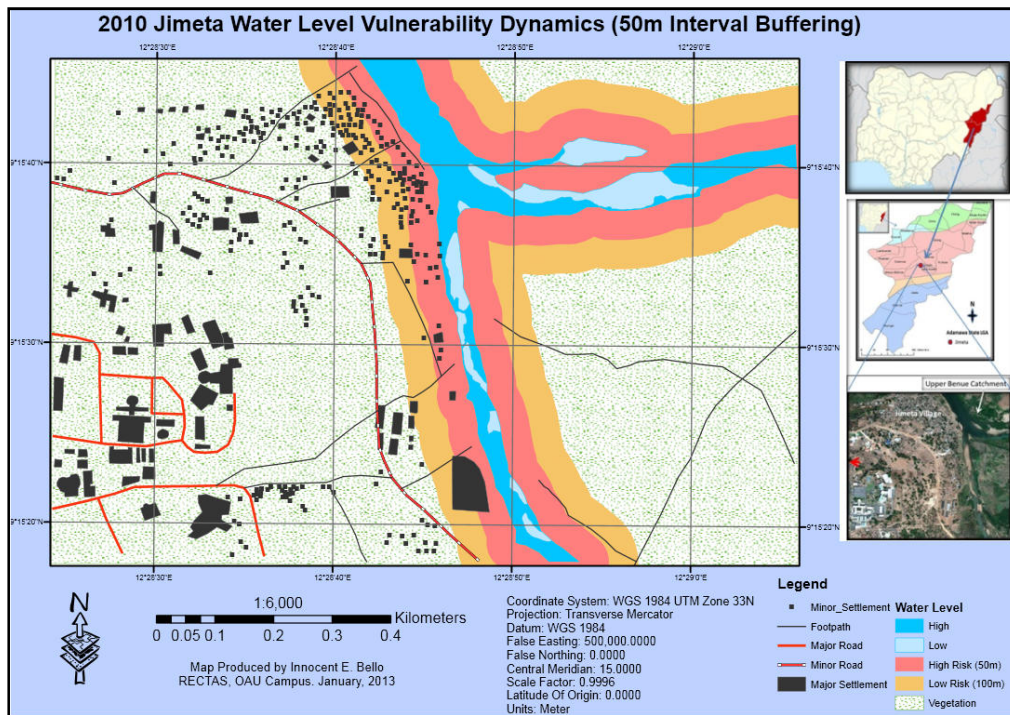 2010 Jimeta Water Level Vulnerability Dynamics (50m Interval Buffering)
12°28'30"E 12°28'40"E 12°28'50"E 12°29'0"E
9°15'40"N 9°15'40"N
9°15'30"N 9°15'30"N
9°15'20"N 9°15'20"N
12°28'30"E 12°28'40"E 12°28'50"E 12°29'0"E
N
Adamawa State LGA
Jimeta
Upper Benue Catchment
Jimeta Village
N
1:6,000
Kilometers
0 0.05 0.1 0.2 0.3 0.4
Map Produced by Innocent E. Bello
RECTAS, OAU Campus. January, 2013
Coordinate System: WGS 1984 UTM Zone 33N
Projection: Transverse Mercator
Datum: WGS 1984
False Easting: 500,000.0000
False Northing: 0.0000
Central Meridian: 15.0000
Scale Factor: 0.9996
Latitude Of Origin: 0.0000
Units: Meter
Legend
Minor_Settlement
Footpath
Major Road
Minor Road
Major Settlement
Water Level
High
Low
High Risk (50m)
Low Risk (100m)
Vegetation